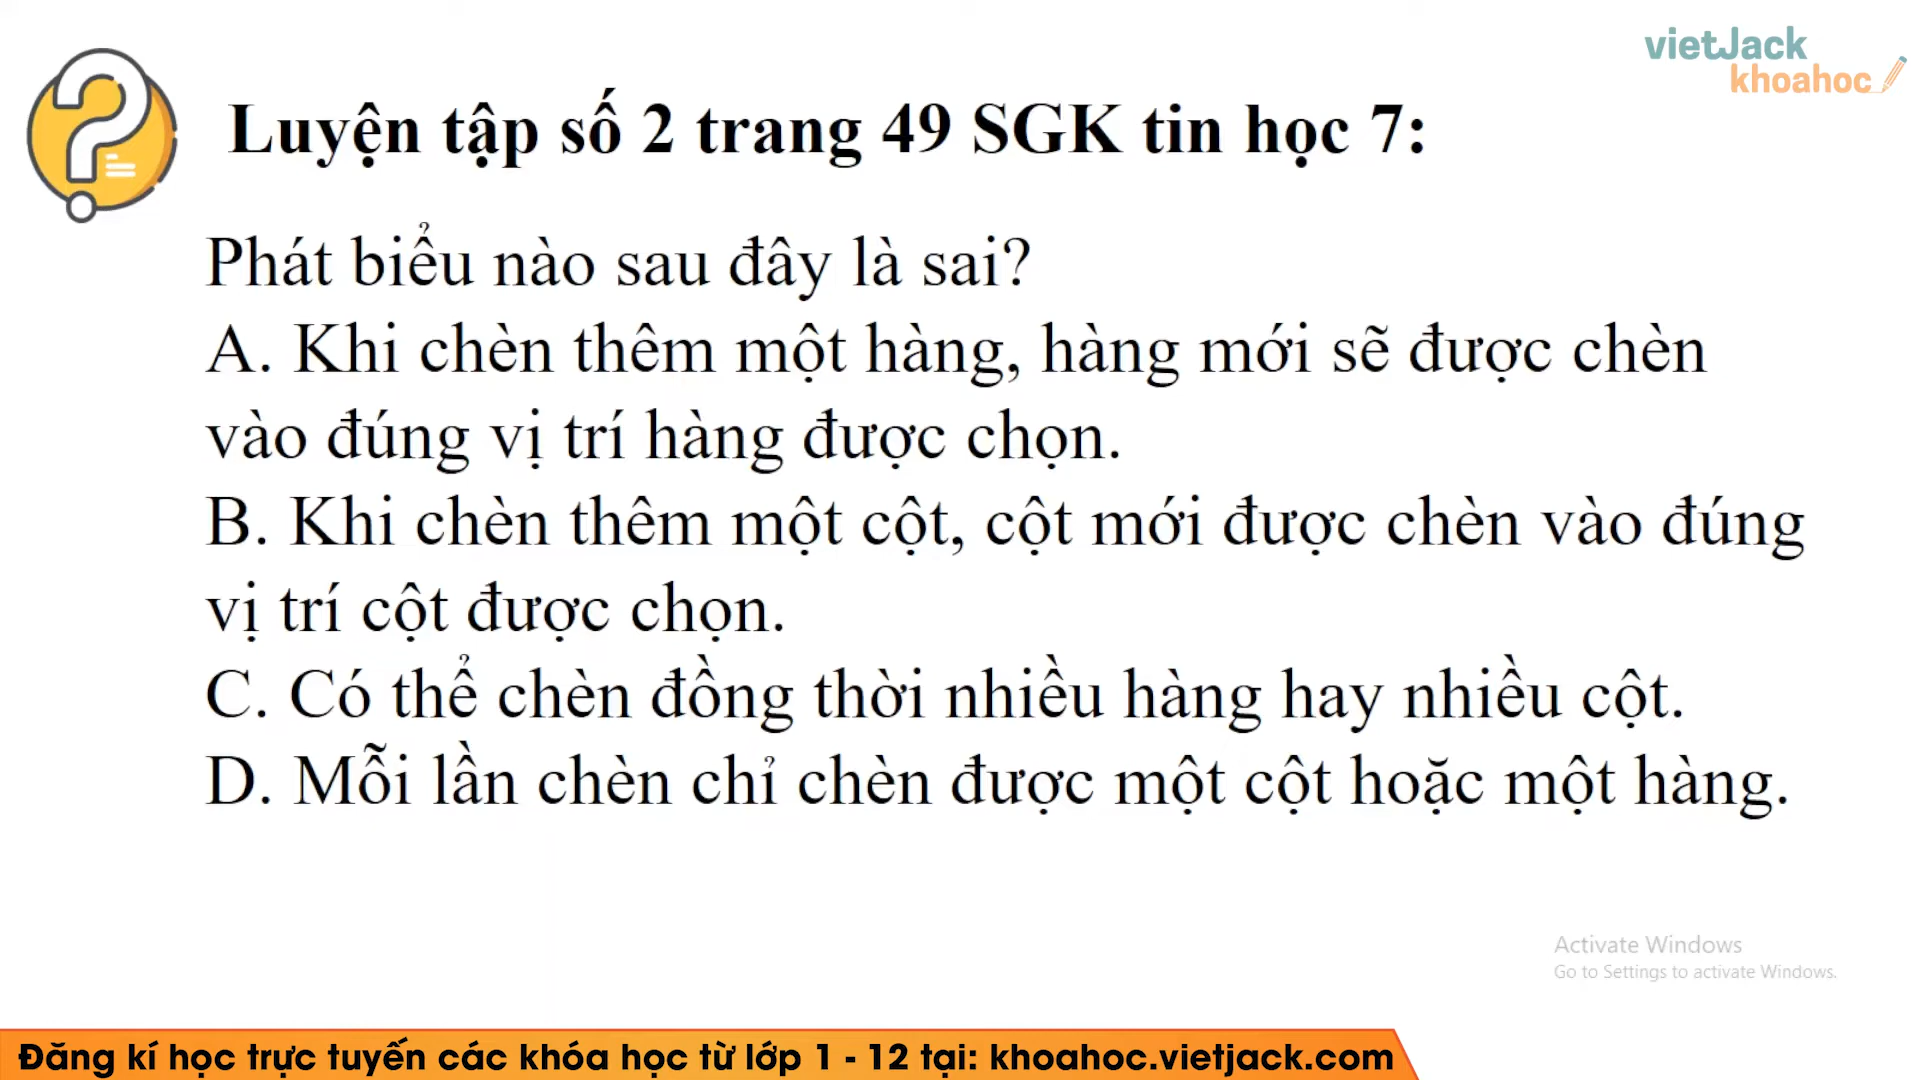 vietJack
khoahoc
Luyện tập số 2 trang 49 SGK tin học 7:
Phát biểu nào sau đây là sai?
A. Khi chèn thêm một hàng, hàng mới sẽ được chèn
vào đúng vị trí hàng được chọn.
B. Khi chèn thêm một cột, cột mới được chèn vào đúng
vị trí cột được chọn.
C. Có thể chèn đồng thời nhiều hàng hay nhiều cột.
D. Mỗi lần chèn chỉ chèn được một cột hoặc một hàng.
Activate Windows
Go to Settings to activate Windows.
Đăng kí học trực tuyến các khóa học từ lớp 1 - 12 tại: khoahoc.vietjack.com